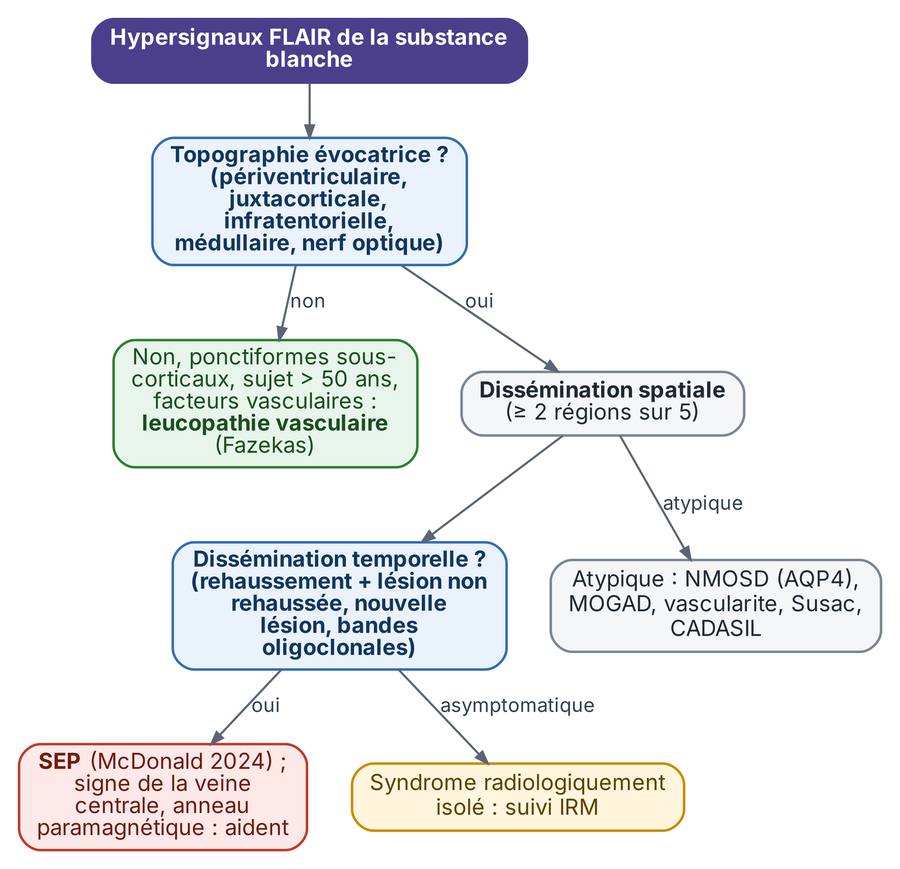 Hypersignaux FLAIR de la substance
blanche
Topographie évocatrice ?
(périventriculaire,
juxtacorticale,
infratentorielle,
médullaire, nerf optique)
non
oui
Non, ponctiformes sous-
corticaux, sujet > 50 ans,
facteurs vasculaires :
leucopathie vasculaire
(Fazekas)
Dissémination spatiale
(≥ 2 régions sur 5)
atypique
Dissémination temporelle ?
(rehaussement + lésion non
rehaussée, nouvelle
lésion, bandes
oligoclonales)
Atypique : NMOSD (AQP4),
MOGAD, vascularite, Susac,
CADASIL
oui
asymptomatique
SEP (McDonald 2024) ;
signe de la veine
centrale, anneau
paramagnétique : aident
Syndrome radiologiquement
isolé : suivi IRM